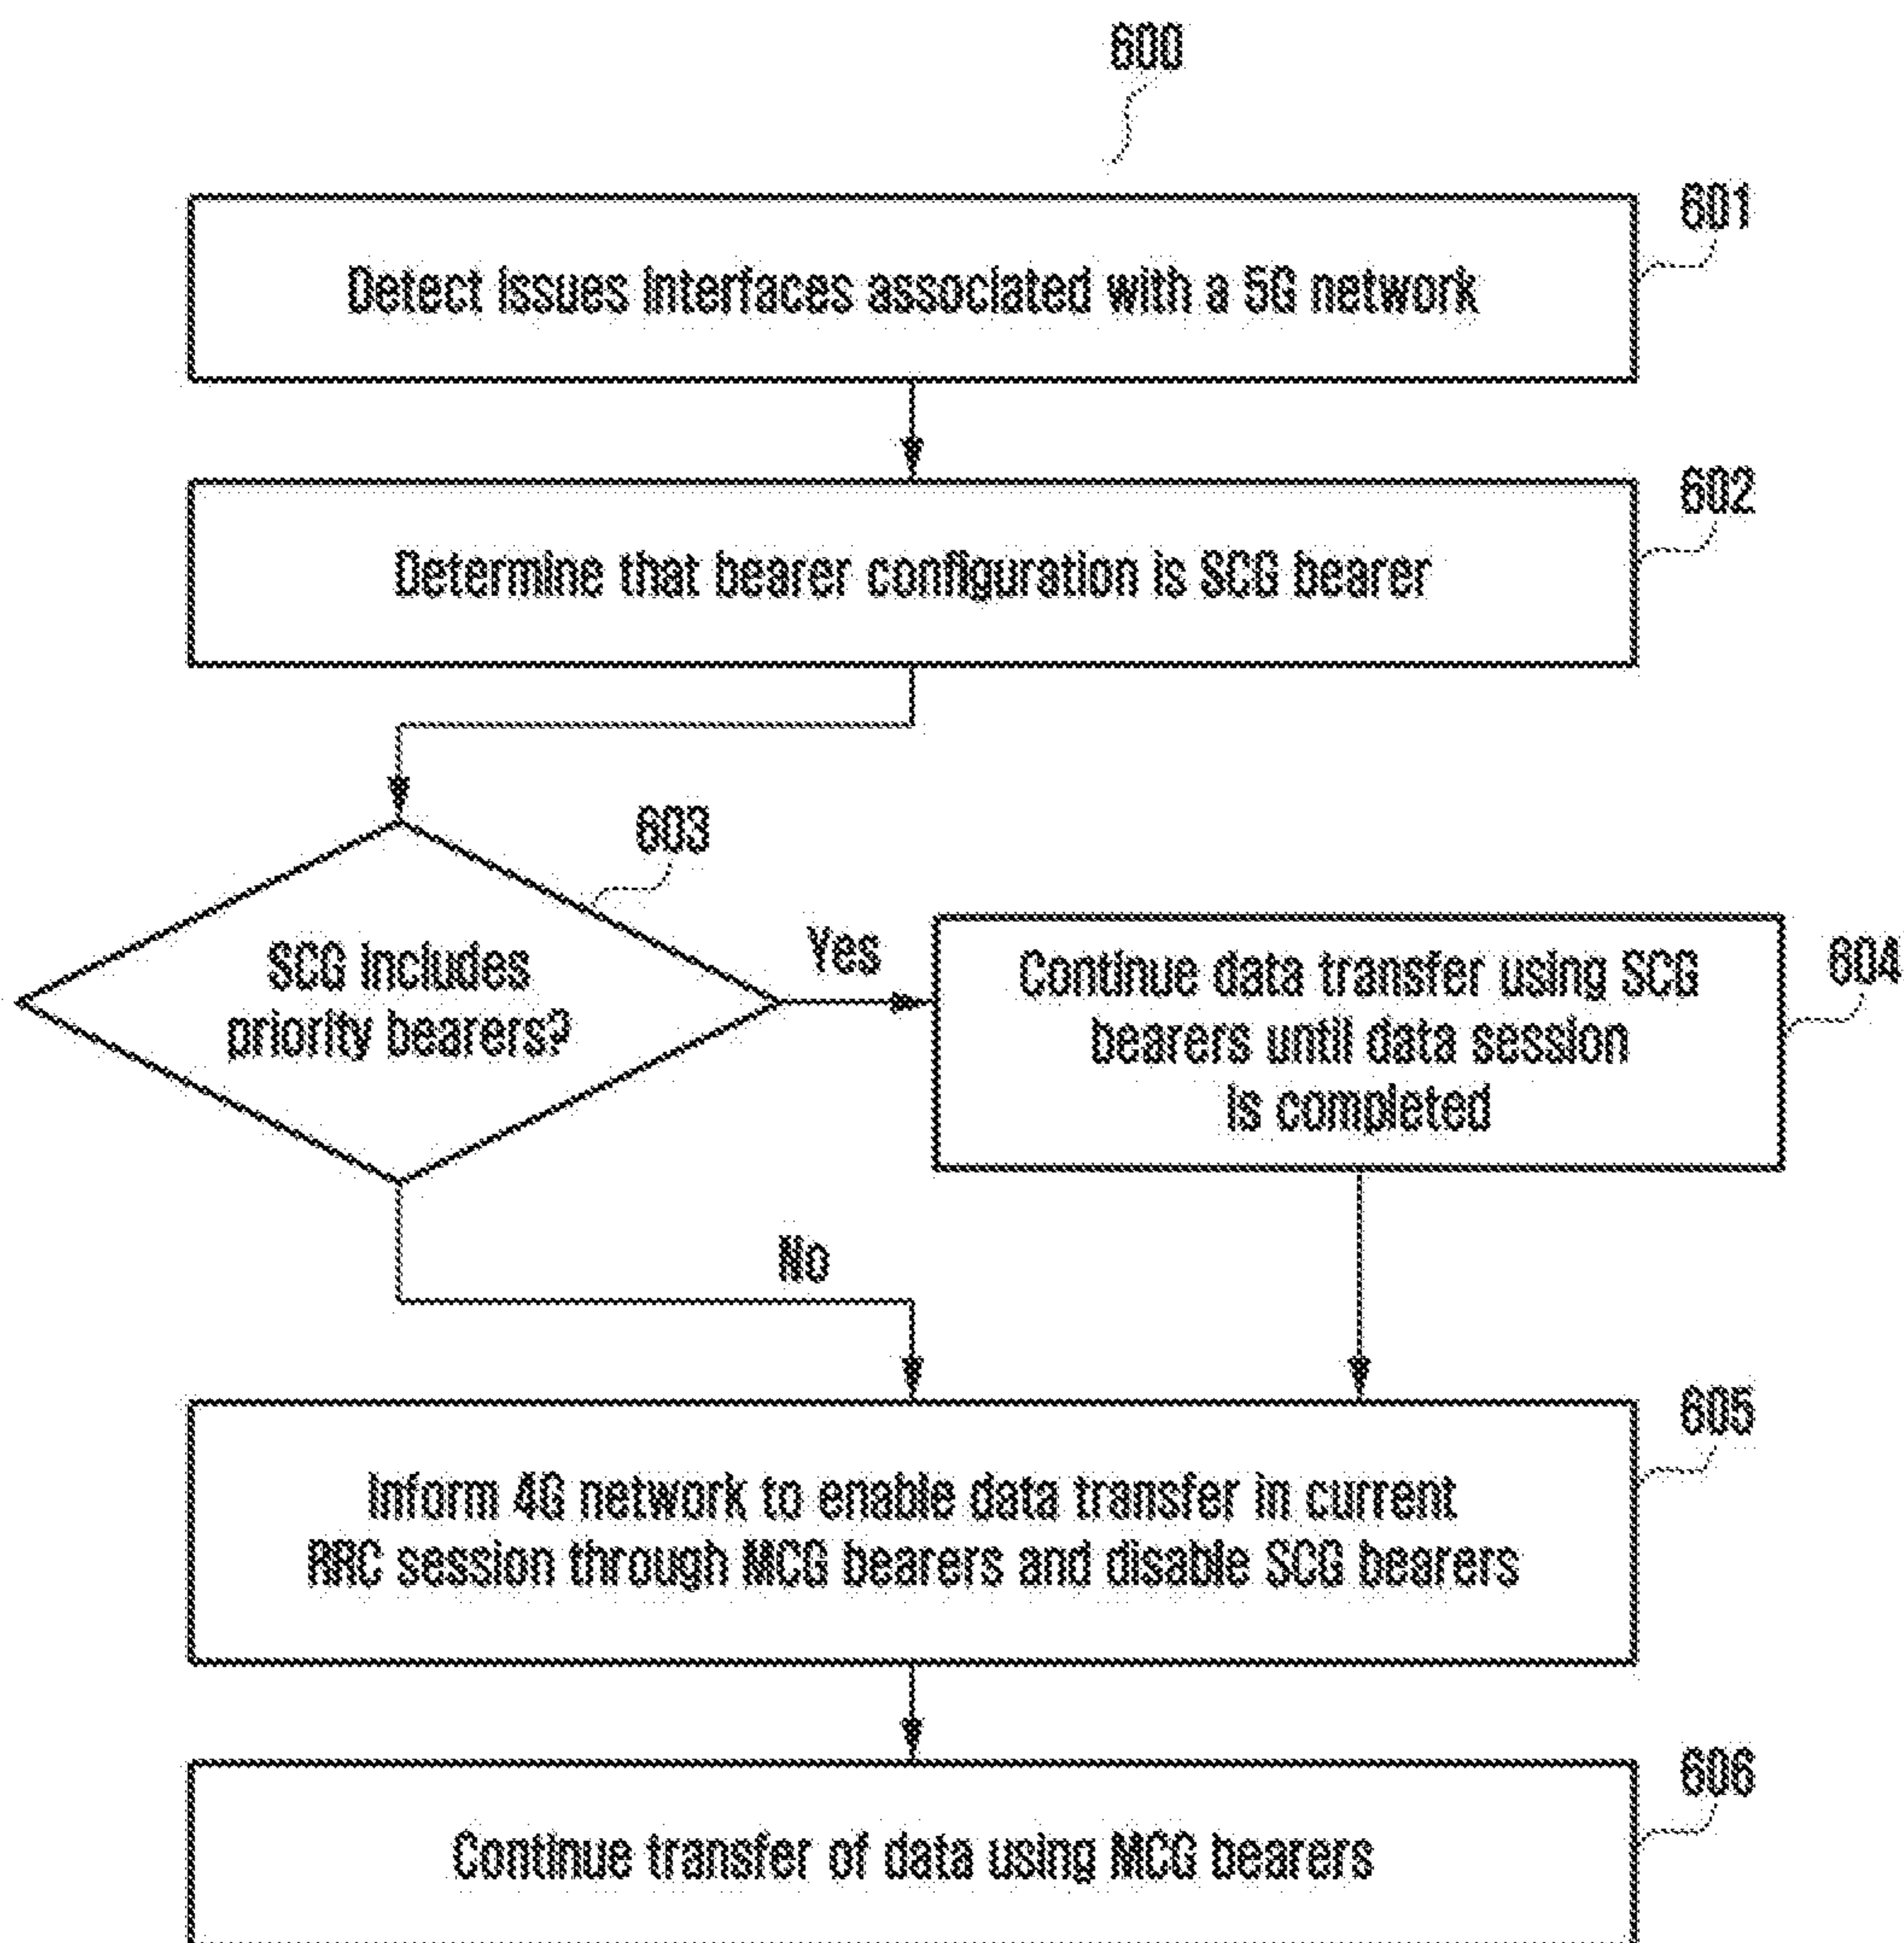 600
601
Detect issues interfaces associated with a 5G network
602
Determine that bearer configuration is SCG bearer
603
SCG includes
priority bearers?
Yes
604
Continue data transfer using SCG
bearers until data session
is completed
No
605
Inform 4G network to enable data transfer in current
RRC session through MCG bearers and disable SCG bearers
606
Continue transfer of data using MCG bearers